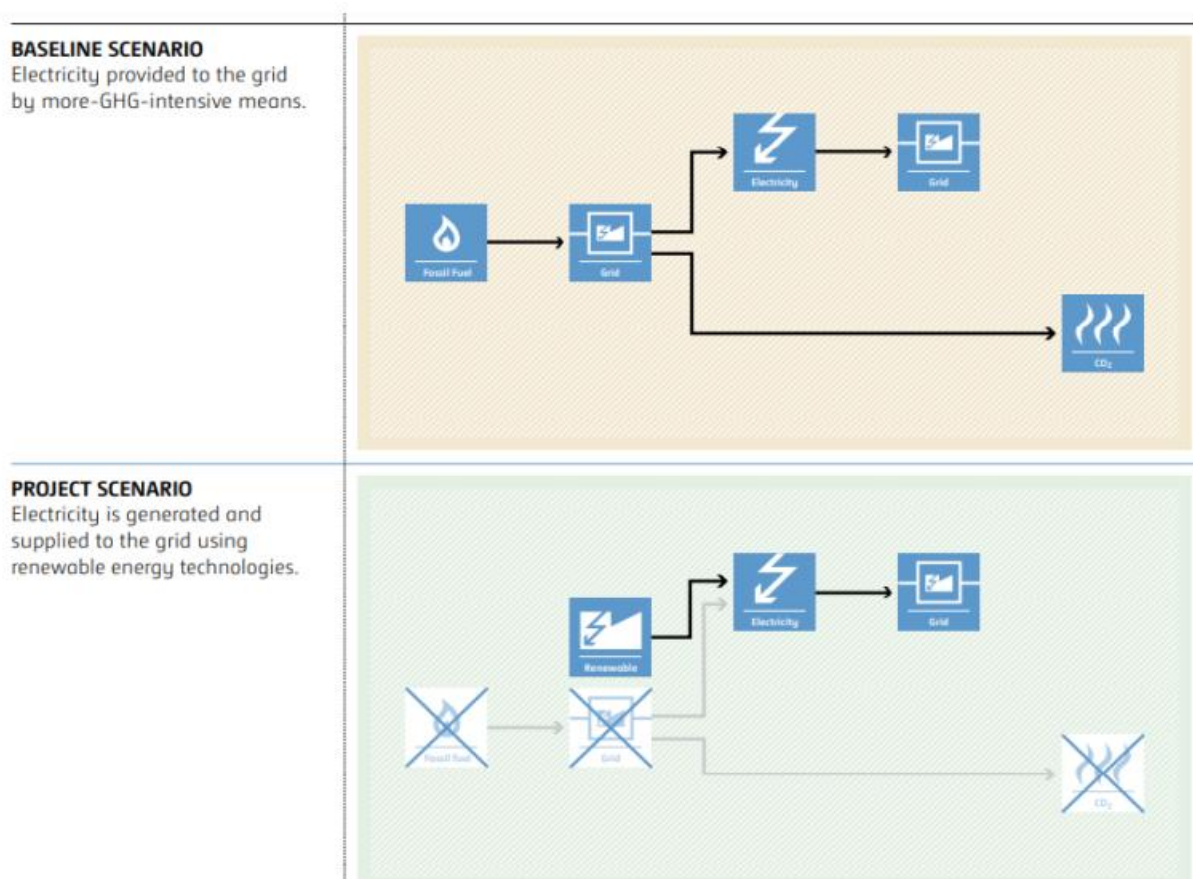 BASELINE SCENARIO
Electricity provided to the grid
by more-GHG-intensive means.
Electricity
Grid
Fossil Fuel
Grid
CO₂
PROJECT SCENARIO
Electricity is generated and
supplied to the grid using
renewable energy technologies.
Electricity
Grid
Renewable
Fossil fuel
Grid
CO₂